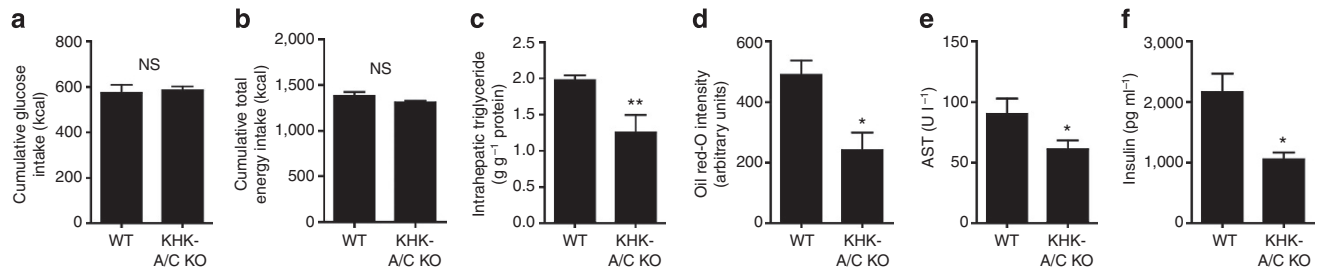 a
Cumulative glucose
intake (kcal)
800
600
400
200
0
NS
WT
KHK-
A/C KO
b
Cumulative total
energy intake (kcal)
2,000
1,500
1,000
500
0
NS
WT
KHK-
A/C KO
c
Intrahepatic triglyceride
(g g⁻¹ protein)
2.5
2.0
1.5
1.0
0.5
0.0
**
WT
KHK-
A/C KO
d
Oil red-O intensity
(arbitrary units)
600
400
200
0
*
WT
KHK-
A/C KO
e
AST (U l⁻¹)
150
100
50
0
*
WT
KHK-
A/C KO
f
Insulin (pg ml⁻¹)
3,000
2,000
1,000
0
*
WT
KHK-
A/C KO